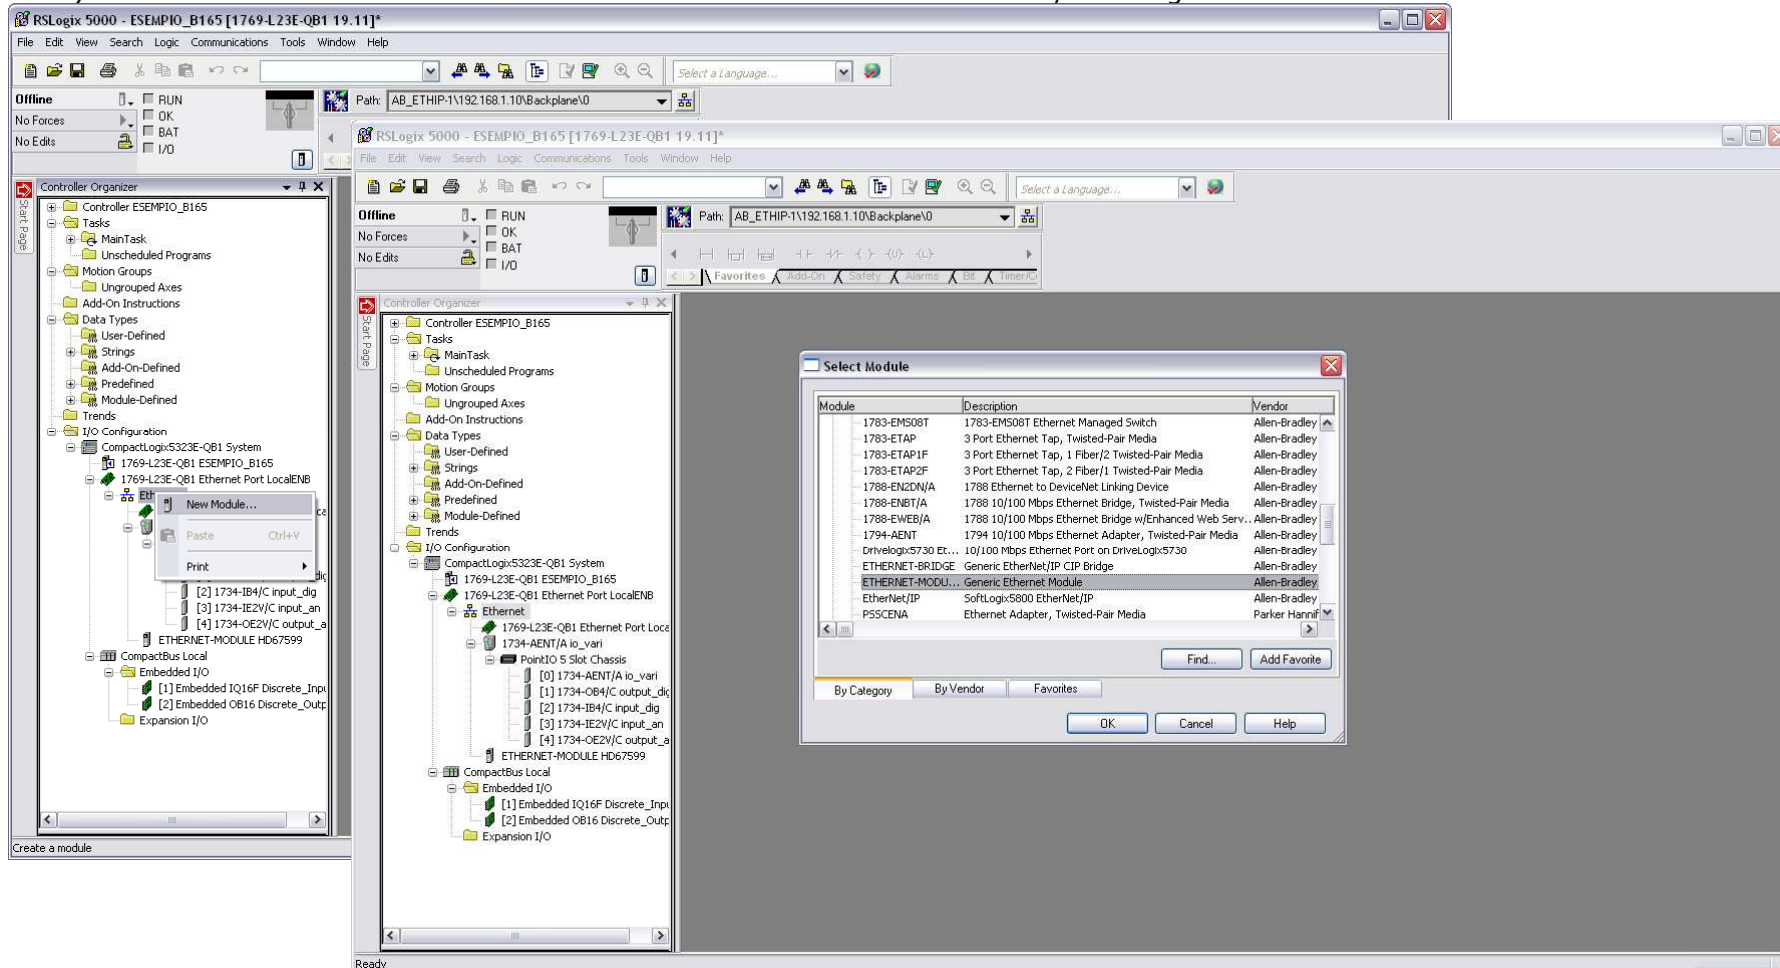 RSLogix 5000 - ESEMPIO_B165 [1769-L23E-QB1 19.11]*
File Edit View Search Logic Communications Tools Window Help
Select a Language...
Offline
RUN
Path: AB_ETHIP-1\192.168.1.10\Backplane\0
No Forces
OK
BAT
No Edits
I/O
Controller Organizer
Start Page
Controller ESEMPIO_B165
Tasks
MainTask
Unscheduled Programs
Motion Groups
Ungrouped Axes
Add-On Instructions
Data Types
User-Defined
Strings
Add-On-Defined
Predefined
Module-Defined
Trends
I/O Configuration
CompactLogix5323E-QB1 System
1769-L23E-QB1 ESEMPIO_B165
1769-L23E-QB1 Ethernet Port LocalENB
Eth
New Module...
Paste Ctrl+V
Print
[2] 1734-IB4/C input_dig
[3] 1734-IE2V/C input_an
[4] 1734-OE2V/C output_a
ETHERNET-MODULE HD67599
CompactBus Local
Embedded I/O
[1] Embedded IQ16F Discrete_Inpu
[2] Embedded OB16 Discrete_Outp
Expansion I/O
Create a module
RSLogix 5000 - ESEMPIO_B165 [1769-L23E-QB1 19.11]*
File Edit View Search Logic Communications Tools Window Help
Select a Language...
Offline
RUN
Path: AB_ETHIP-1\192.168.1.10\Backplane\0
No Forces
OK
BAT
No Edits
I/O
Favorites Add-On Safety Alarms Bit Timer/C
Controller Organizer
Start Page
Controller ESEMPIO_B165
Tasks
MainTask
Unscheduled Programs
Motion Groups
Ungrouped Axes
Add-On Instructions
Data Types
User-Defined
Strings
Add-On-Defined
Predefined
Module-Defined
Trends
I/O Configuration
CompactLogix5323E-QB1 System
1769-L23E-QB1 ESEMPIO_B165
1769-L23E-QB1 Ethernet Port LocalENB
Ethernet
1769-L23E-QB1 Ethernet Port Loca
1734-AENT/A io_vari
PointIO 5 Slot Chassis
[0] 1734-AENT/A io_vari
[1] 1734-OB4/C output_dig
[2] 1734-IB4/C input_dig
[3] 1734-IE2V/C input_an
[4] 1734-OE2V/C output_a
ETHERNET-MODULE HD67599
CompactBus Local
Embedded I/O
[1] Embedded IQ16F Discrete_Inpu
[2] Embedded OB16 Discrete_Outp
Expansion I/O
Ready
Select Module
Module Description Vendor
1783-EMS08T 1783-EMS08T Ethernet Managed Switch Allen-Bradley
1783-ETAP 3 Port Ethernet Tap, Twisted-Pair Media Allen-Bradley
1783-ETAP1F 3 Port Ethernet Tap, 1 Fiber/2 Twisted-Pair Media Allen-Bradley
1783-ETAP2F 3 Port Ethernet Tap, 2 Fiber/1 Twisted-Pair Media Allen-Bradley
1788-EN2DN/A 1788 Ethernet to DeviceNet Linking Device Allen-Bradley
1788-ENBT/A 1788 10/100 Mbps Ethernet Bridge, Twisted-Pair Media Allen-Bradley
1788-EWEB/A 1788 10/100 Mbps Ethernet Bridge w/Enhanced Web Serv... Allen-Bradley
1794-AENT 1794 10/100 Mbps Ethernet Adapter, Twisted-Pair Media Allen-Bradley
DriveLogix5730 Et... 10/100 Mbps Ethernet Port on DriveLogix5730 Allen-Bradley
ETHERNET-BRIDGE Generic EtherNet/IP CIP Bridge Allen-Bradley
ETHERNET-MODU... Generic Ethernet Module Allen-Bradley
EtherNet/IP SoftLogix5800 EtherNet/IP Allen-Bradley
PSSCENA Ethernet Adapter, Twisted-Pair Media Parker Hannif
Find... Add Favorite
By Category By Vendor Favorites
OK Cancel Help